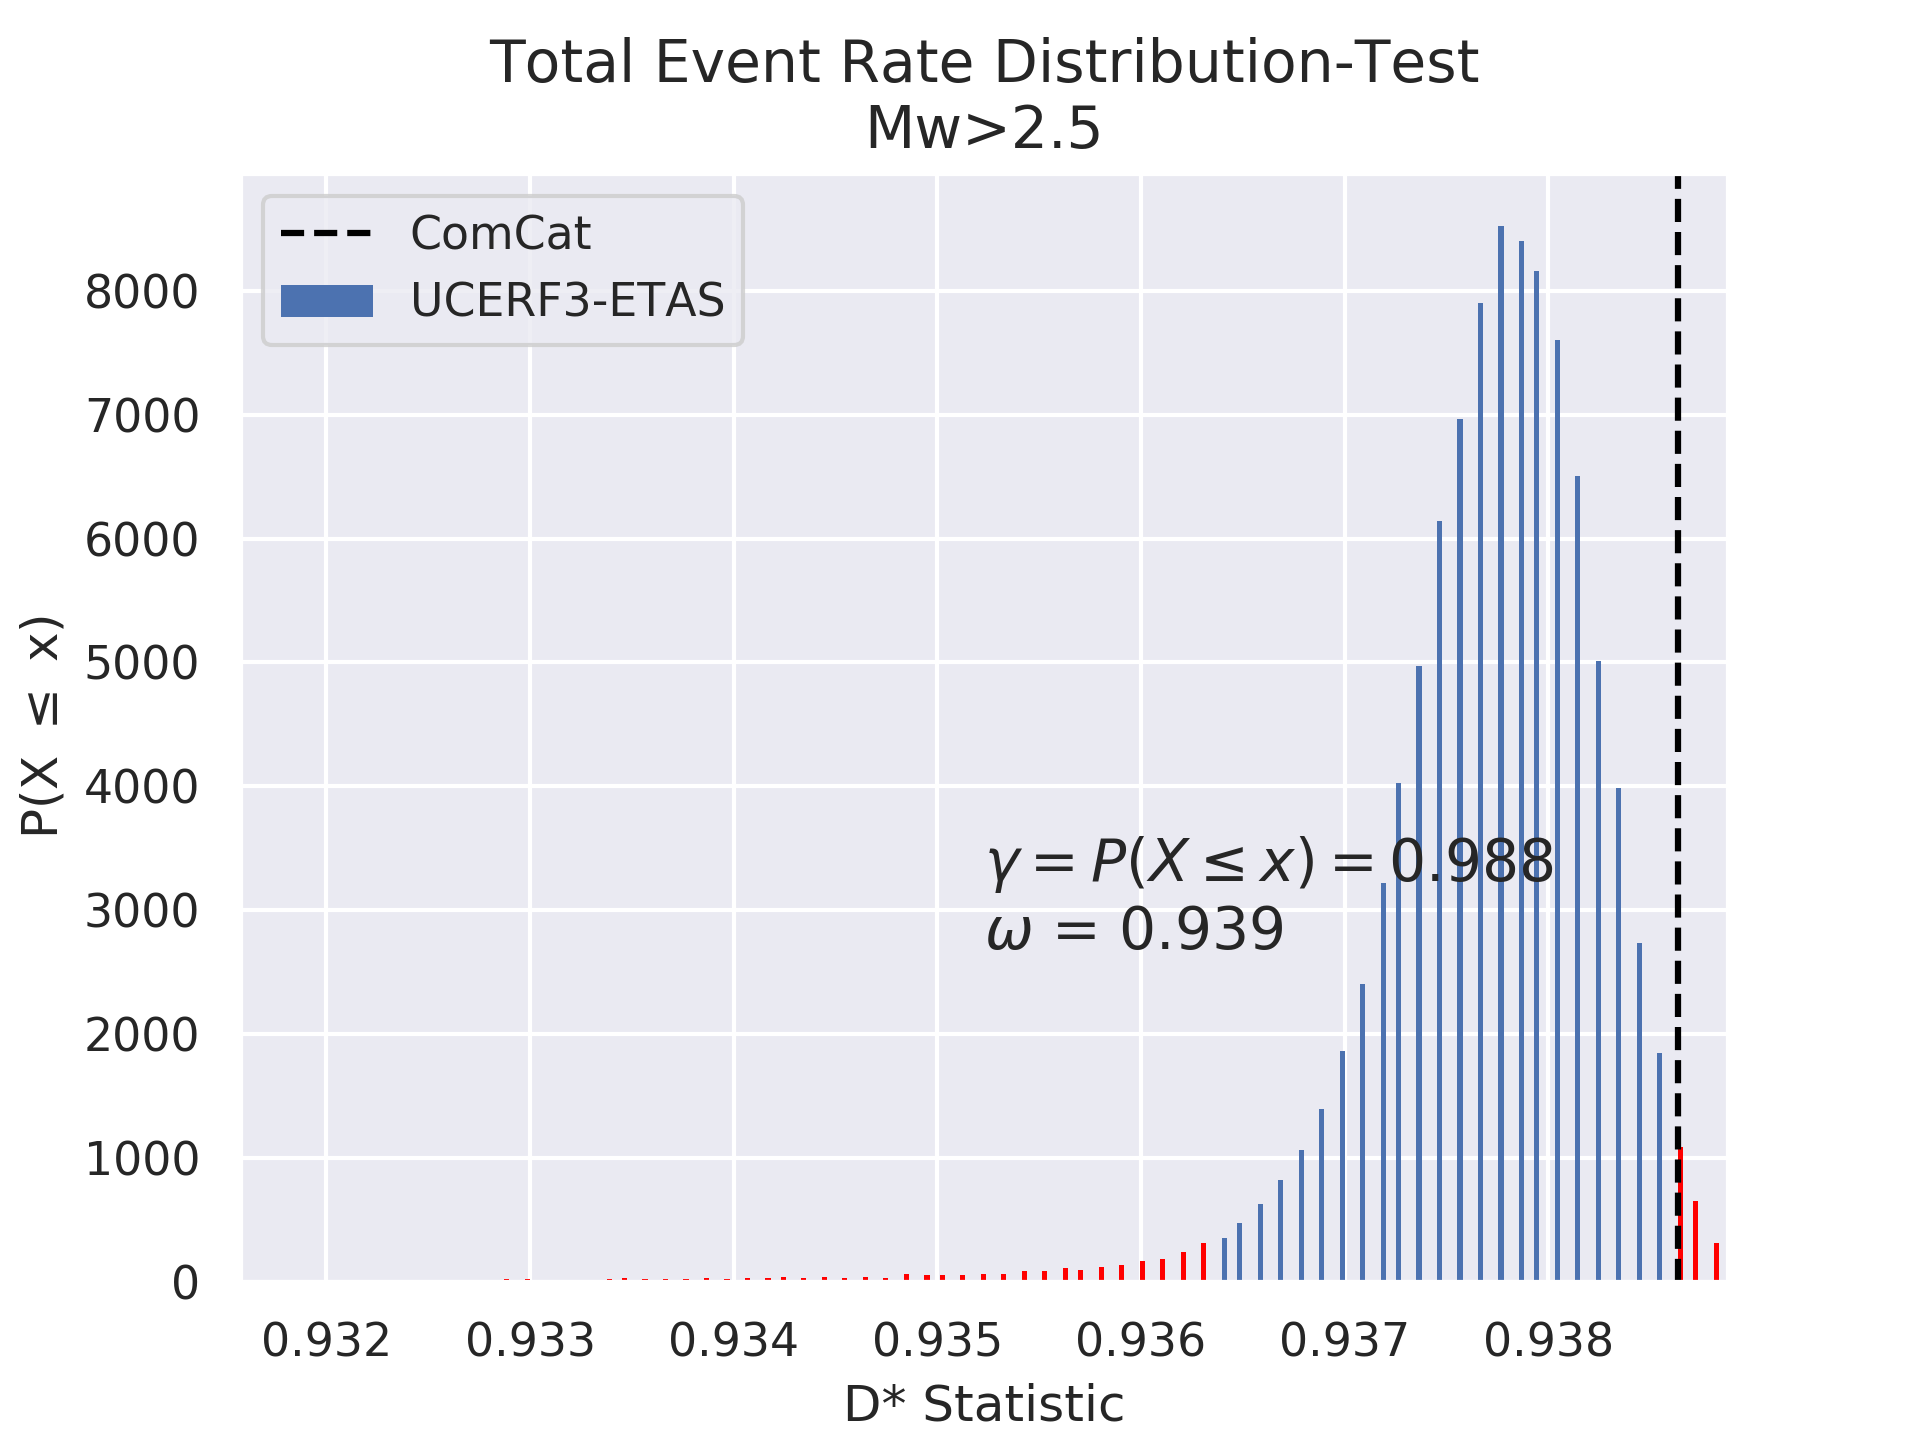 Total Event Rate Distribution-Test
Mw>2.5
ComCat
UCERF3-ETAS
8000
7000
6000
5000
4000
3000
2000
1000
0
P(X ≤ x)
γ = P(X ≤ x) = 0.988
ω = 0.939
0.932 0.933 0.934 0.935 0.936 0.937 0.938
D* Statistic